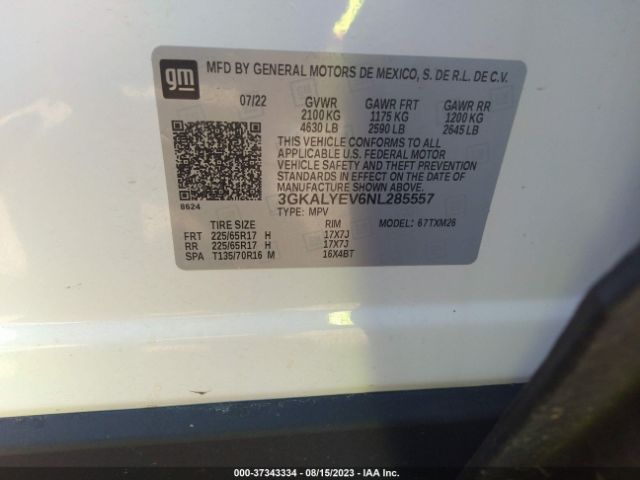 gm
MFD BY GENERAL MOTORS DE MEXICO, S. DE R.L. DE C.V.
07/22 GVWR GAWR FRT GAWR RR
2100 KG 1175 KG 1200 KG
4630 LB 2590 LB 2645 LB
THIS VEHICLE CONFORMS TO ALL
APPLICABLE U.S. FEDERAL MOTOR
VEHICLE SAFETY AND THEFT PREVENTION
STANDARDS IN EFFECT ON THE DATE OF
MANUFACTURE SHOWN ABOVE.
3GKALYEV6NL285557
8624
TYPE: MPV MODEL: 67TXM26
TIRE SIZE RIM
FRT 225/65R17 H 17X7J
RR 225/65R17 H 17X7J
SPA T135/70R16 M 16X4BT
000-37343334 — 08/15/2023 — IAA Inc.